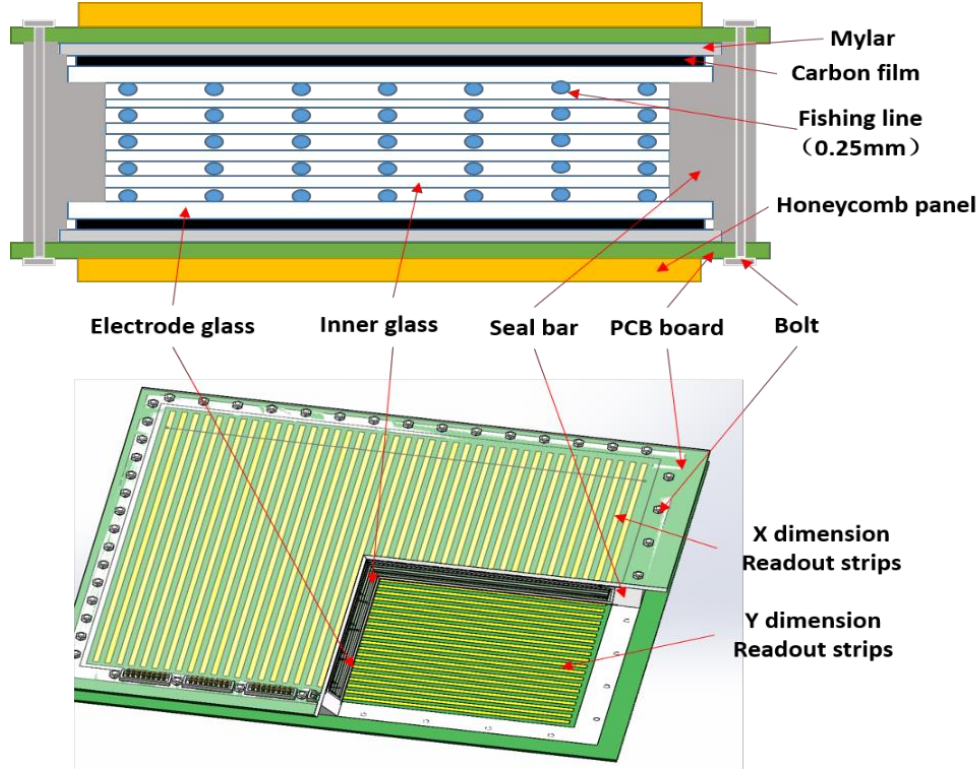 Mylar
Carbon film
Fishing line
（0.25mm）
Honeycomb panel
Electrode glass
Inner glass
Seal bar
PCB board
Bolt
X dimension
Readout strips
Y dimension
Readout strips